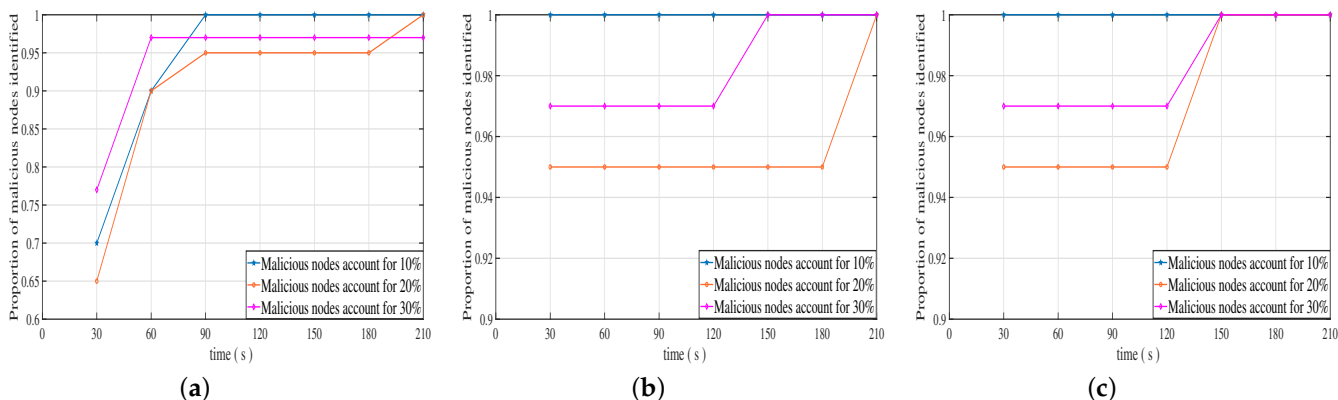 Proportion of malicious nodes identified
1
0.95
0.9
0.85
0.8
0.75
0.7
0.65
0.6
Malicious nodes account for 10%
Malicious nodes account for 20%
Malicious nodes account for 30%
0 30 60 90 120 150 180 210
time ( s )
(a)
Proportion of malicious nodes identified
1
0.98
0.96
0.94
0.92
0.9
Malicious nodes account for 10%
Malicious nodes account for 20%
Malicious nodes account for 30%
0 30 60 90 120 150 180 210
time ( s )
(b)
Proportion of malicious nodes identified
1
0.98
0.96
0.94
0.92
0.9
Malicious nodes account for 10%
Malicious nodes account for 20%
Malicious nodes account for 30%
0 30 60 90 120 150 180 210
time ( s )
(c)